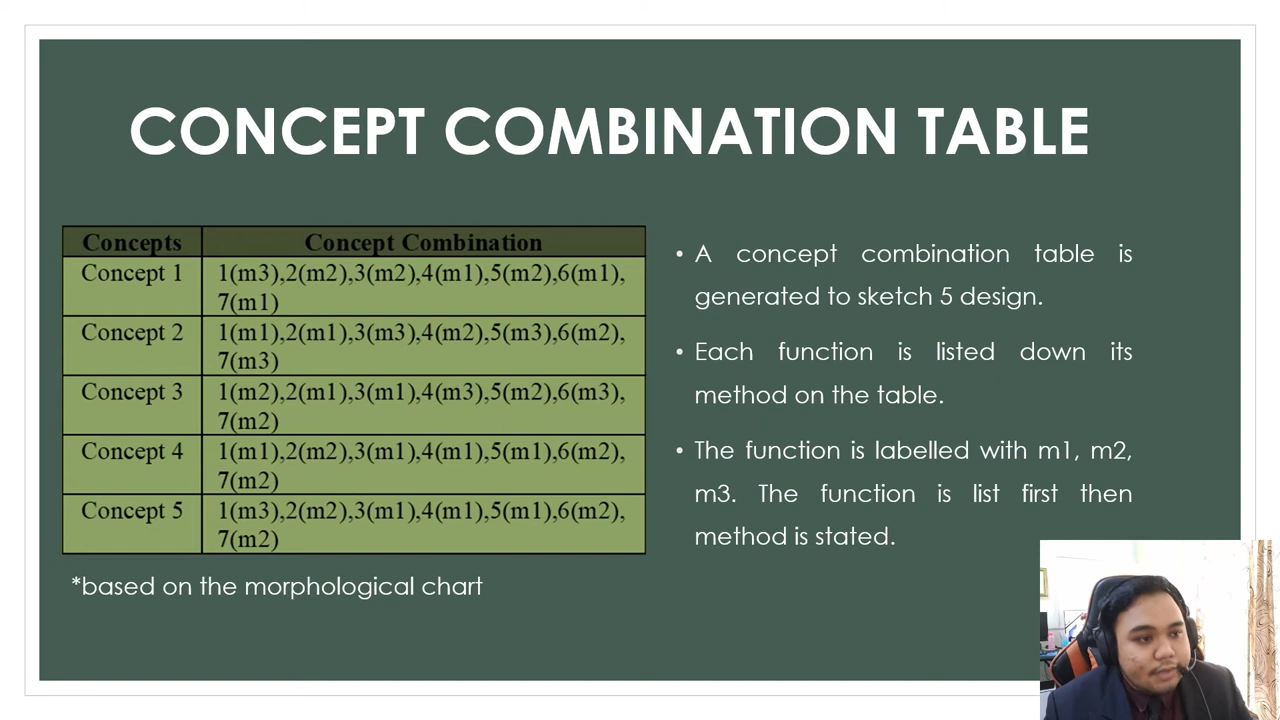 CONCEPT COMBINATION TABLE
Concepts Concept Combination
Concept 1 1(m3),2(m2),3(m2),4(m1),5(m2),6(m1),
7(m1)
Concept 2 1(m1),2(m1),3(m3),4(m2),5(m3),6(m2),
7(m3)
Concept 3 1(m2),2(m1),3(m1),4(m3),5(m2),6(m3),
7(m2)
Concept 4 1(m1),2(m2),3(m1),4(m1),5(m1),6(m2),
7(m2)
Concept 5 1(m3),2(m2),3(m1),4(m1),5(m1),6(m2),
7(m2)
*based on the morphological chart
• A concept combination table is
generated to sketch 5 design.
• Each function is listed down its
method on the table.
• The function is labelled with m1, m2,
m3. The function is list first then
method is stated.